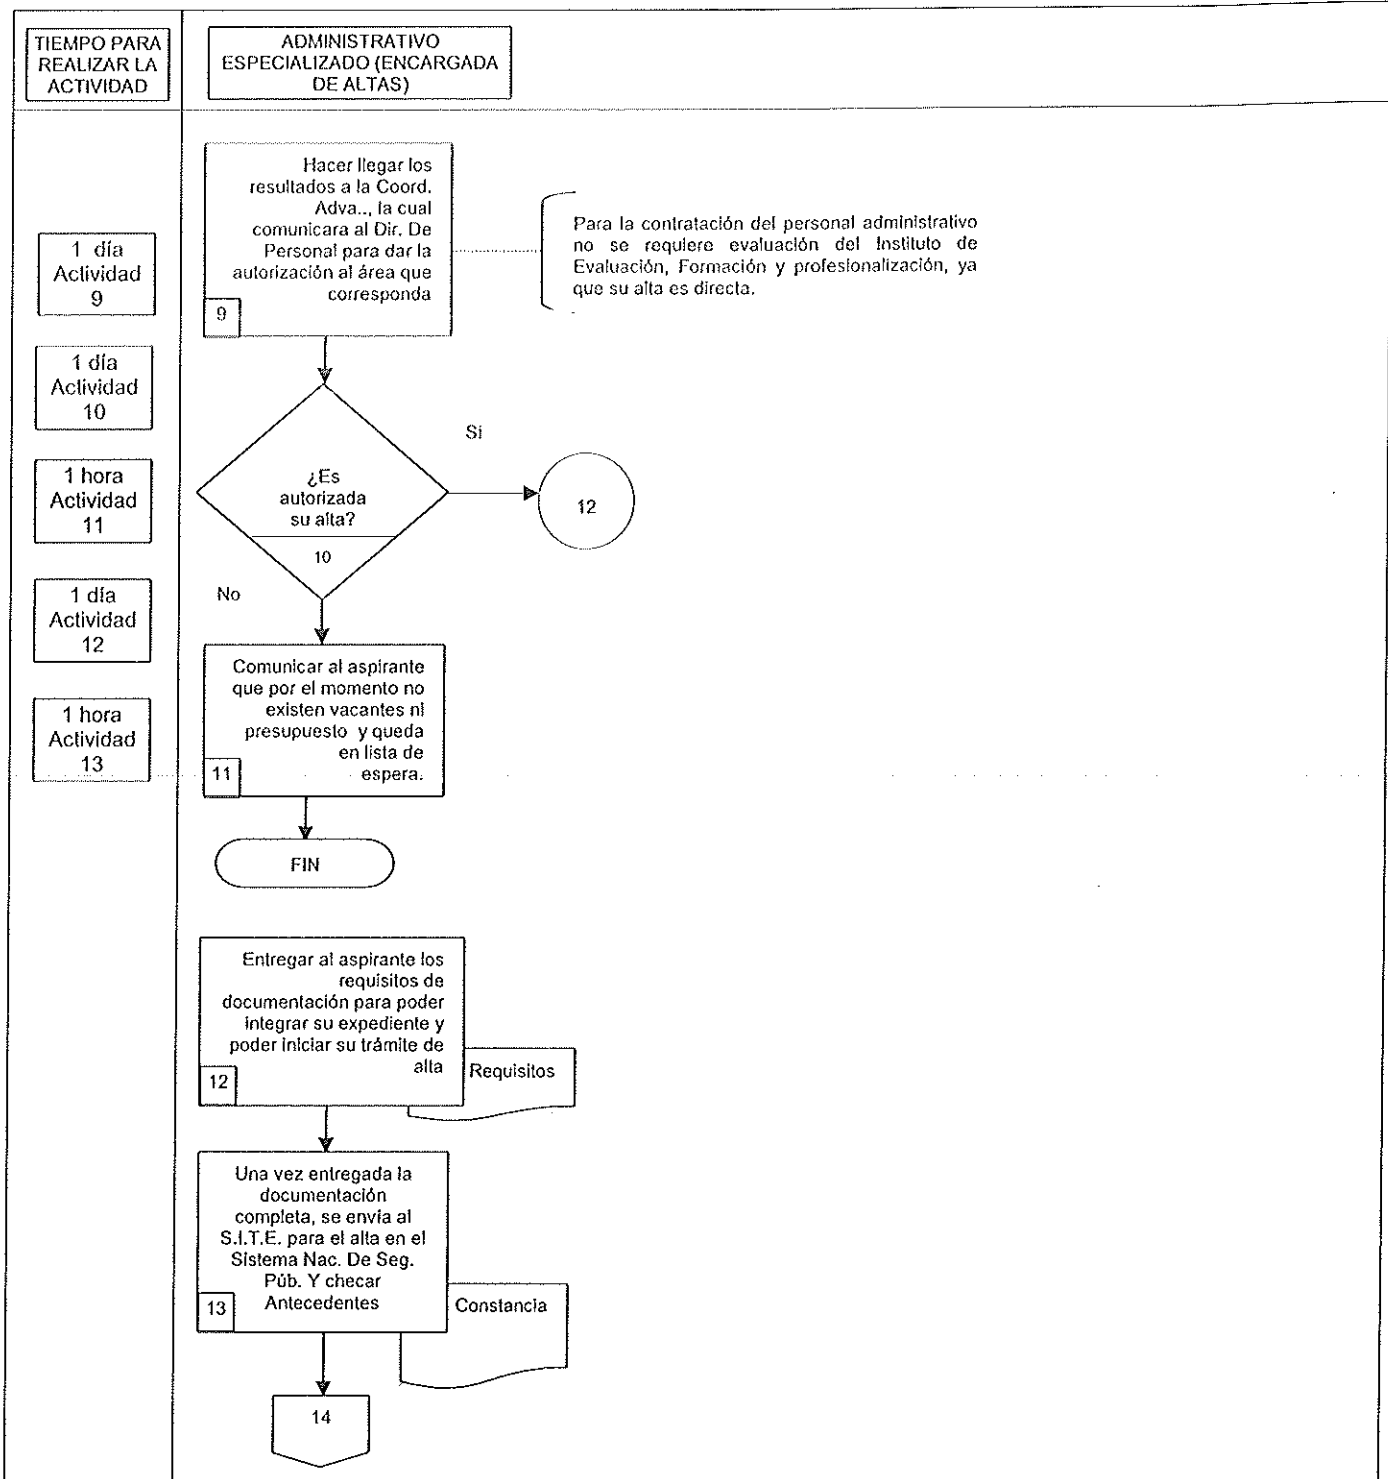 TIEMPO PARA
REALIZAR LA
ACTIVIDAD
ADMINISTRATIVO
ESPECIALIZADO (ENCARGADA
DE ALTAS)
1 día
Actividad
9
1 día
Actividad
10
1 hora
Actividad
11
1 día
Actividad
12
1 hora
Actividad
13
Hacer llegar los
resultados a la Coord.
Adva.., la cual
comunicara al Dir. De
Personal para dar la
autorización al área que
corresponda
9
Para la contratación del personal administrativo
no se requiere evaluación del Instituto de
Evaluación, Formación y profesionalización, ya
que su alta es directa.
¿Es
autorizada
su alta?
10
Si
12
No
Comunicar al aspirante
que por el momento no
existen vacantes ni
presupuesto y queda
en lista de
espera.
11
FIN
Entregar al aspirante los
requisitos de
documentación para poder
integrar su expediente y
poder iniciar su trámite de
alta
12
Requisitos
Una vez entregada la
documentación
completa, se envía al
S.I.T.E. para el alta en el
Sistema Nac. De Seg.
Púb. Y checar
Antecedentes
13
Constancia
14